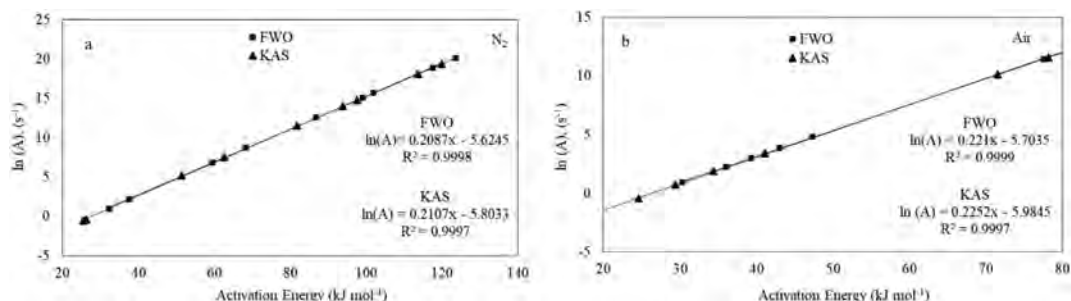 a
FWO
KAS
N₂
25
20
15
10
5
0
-5
ln (A), (s⁻¹)
FWO
ln(A) = 0.2087x - 5.6245
R² = 0.9998
KAS
ln(A) = 0.2107x - 5.8033
R² = 0.9997
20 40 60 80 100 120 140
Activation Energy (kJ mol⁻¹)
b
FWO
KAS
Air
15
10
5
0
-5
ln (A), (s⁻¹)
FWO
ln(A) = 0.221x - 5.7035
R² = 0.9999
KAS
ln (A) = 0.2252x - 5.9845
R² = 0.9997
20 30 40 50 60 70 80
Activation Energy (kJ mol⁻¹)